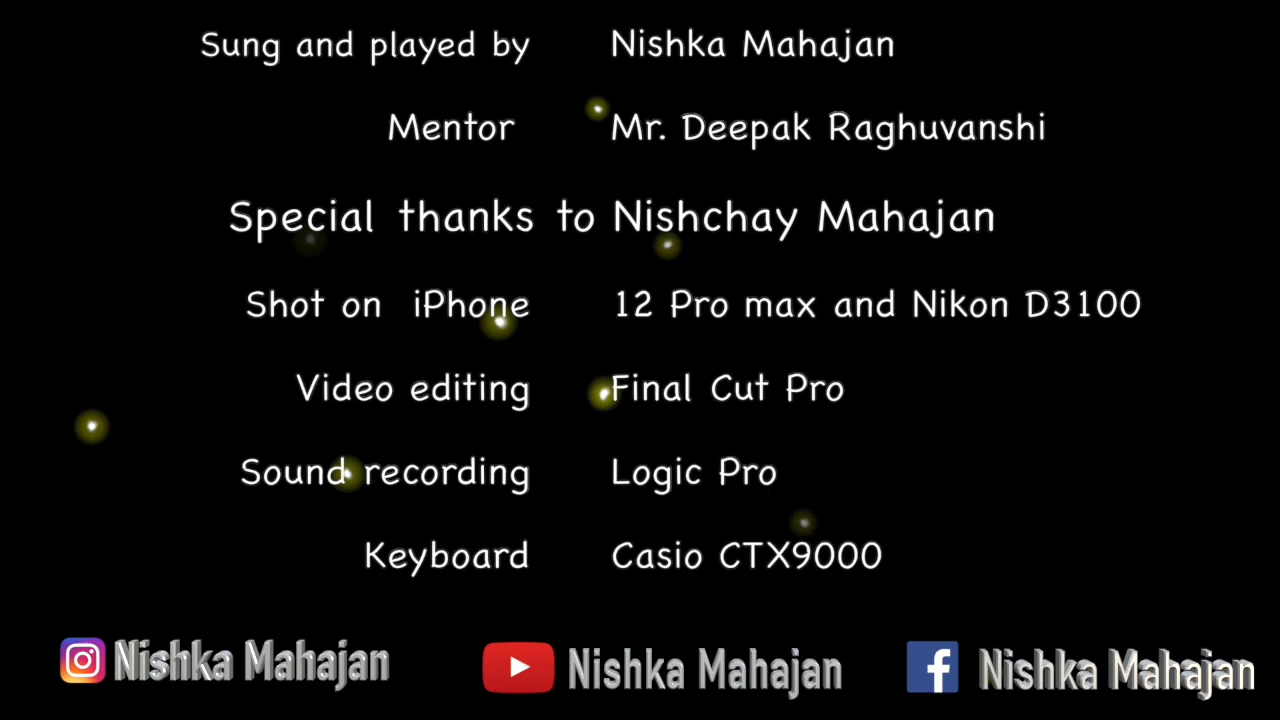 Sung and played by Nishka Mahajan
Mentor Mr. Deepak Raghuvanshi
Special thanks to Nishchay Mahajan
Shot on iPhone 12 Pro max and Nikon D3100
Video editing Final Cut Pro
Sound recording Logic Pro
Keyboard Casio CTX9000
Nishka Mahajan Nishka Mahajan Nishka Mahajan